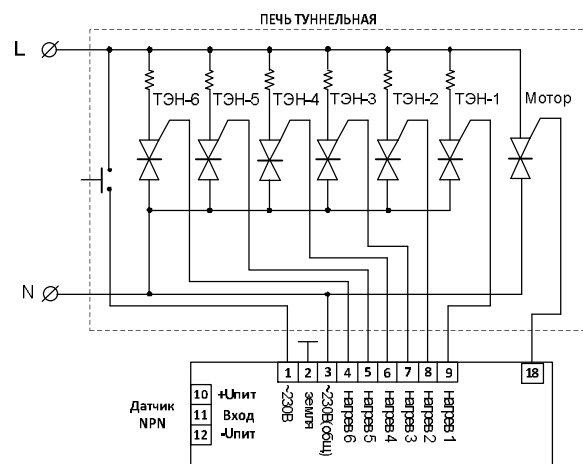 ПЕЧЬ ТУННЕЛЬНАЯ
L
ТЭН-6 ТЭН-5 ТЭН-4 ТЭН-3 ТЭН-2 ТЭН-1 Мотор
N
1 2 3 4 5 6 7 8 9 18
~230В
земля
~230В(общ)
нагрев 6
нагрев 5
нагрев 4
нагрев 3
нагрев 2
нагрев 1
Датчик
NPN
10 +Uпит
11 Вход
12 -Uпит